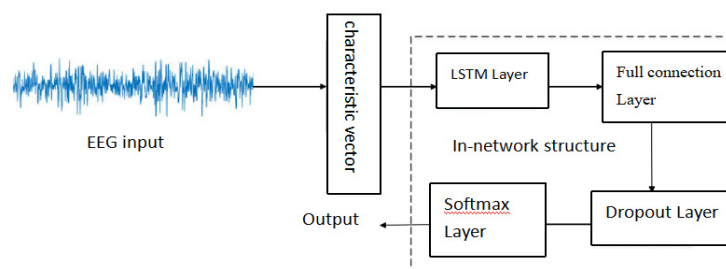 EEG input
characteristic vector
LSTM Layer
Full connection
Layer
In-network structure
Dropout Layer
Softmax
Layer
Output